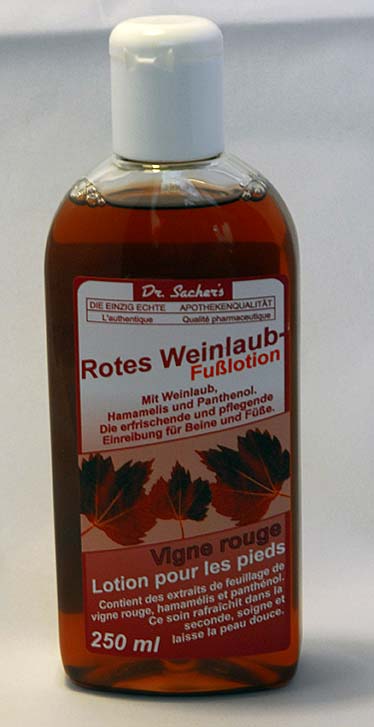 Dr. Sacher's
DIE EINZIG ECHTE APOTHEKENQUALITÄT
L'authentique Qualité pharmaceutique
Rotes Weinlaub-
Fußlotion
Mit Weinlaub,
Hamamelis und Panthenol.
Die erfrischende und pflegende
Einreibung für Beine und Füße.
Vigne rouge
Lotion pour les pieds
Contient des extraits de feuillage de
vigne rouge, hamamélis et panthénol.
Ce soin rafraîchit dans la
seconde, soigne et
laisse la peau douce.
250 ml